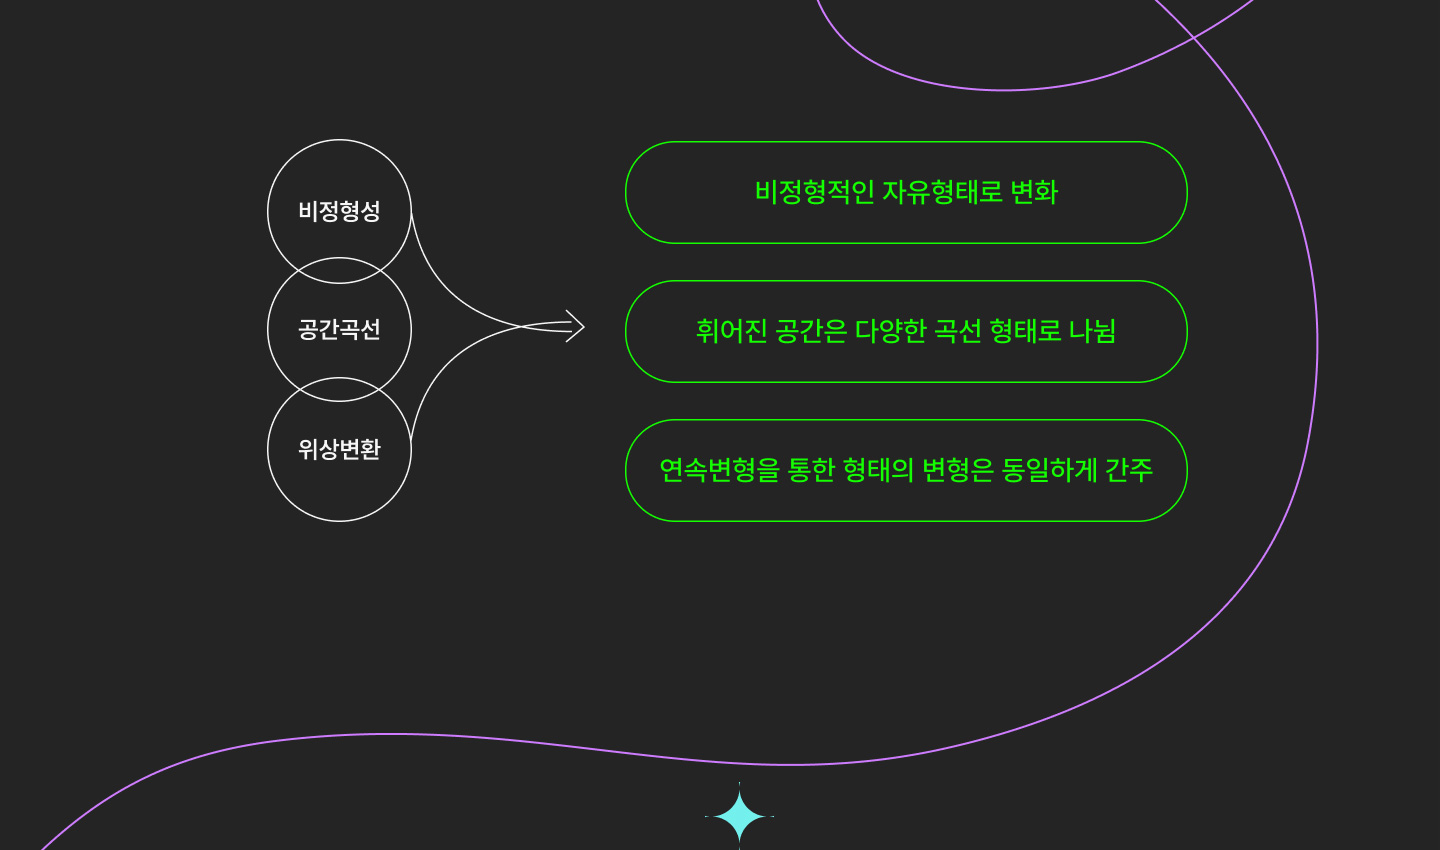 비정형성
공간곡선
위상변환
비정형적인 자유형태로 변화
휘어진 공간은 다양한 곡선 형태로 나뉨
연속변형을 통한 형태의 변형은 동일하게 간주